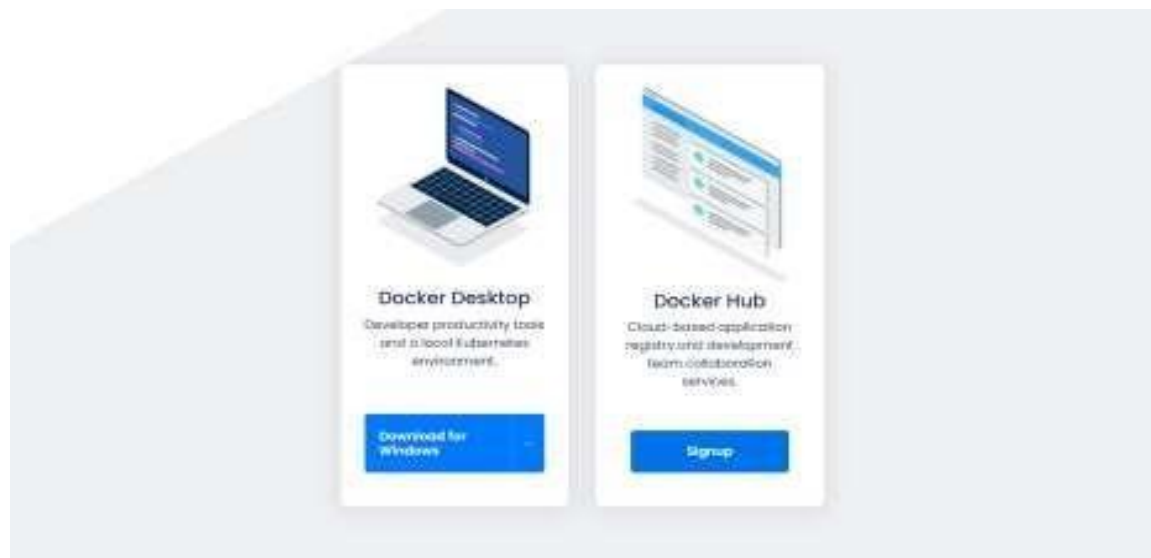 Docker Desktop
Developer productivity tools
and a local Kubernetes
environment.
Download for
Windows
Docker Hub
Cloud-based application
registry and development
team collaboration
services.
Signup